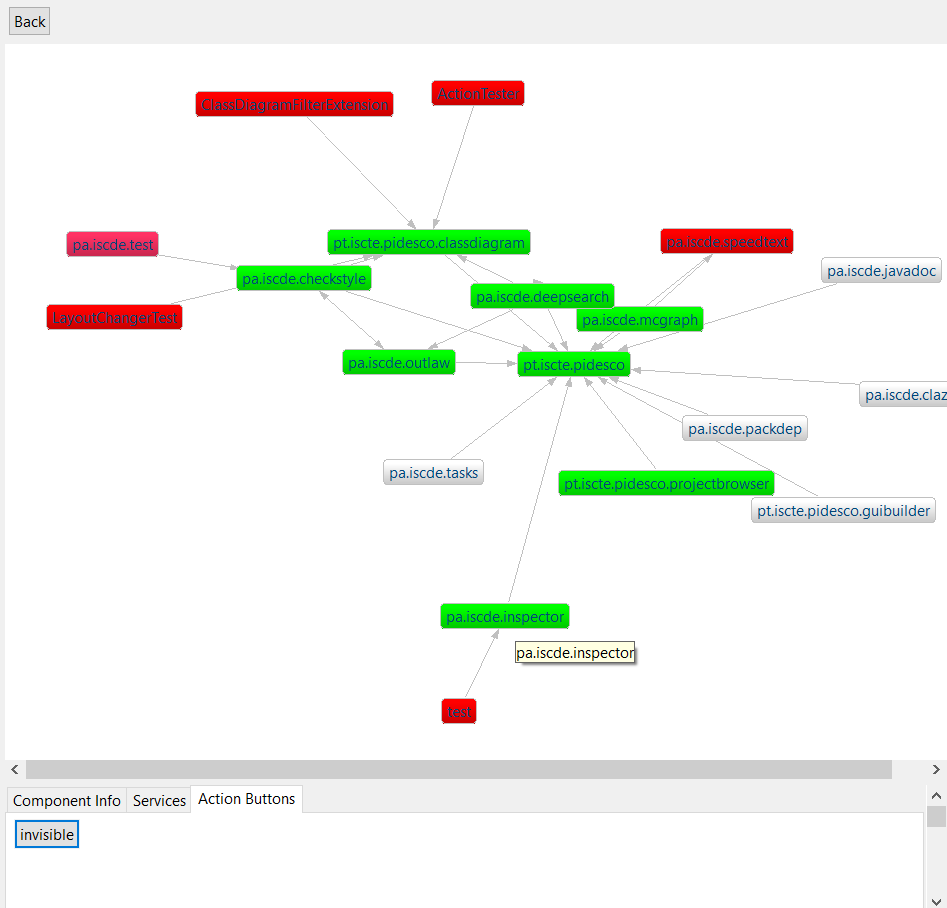 Back
ActionTester
ClassDiagramFilterExtension
pa.iscde.test
pt.iscte.pidesco.classdiagram
pa.iscde.speedtext
pa.iscde.javadoc
pa.iscde.checkstyle
pa.iscde.deepsearch
LayoutChangerTest
pa.iscde.mcgraph
pa.iscde.outlaw
pt.iscte.pidesco
pa.iscde.claz
pa.iscde.packdep
pa.iscde.tasks
pt.iscte.pidesco.projectbrowser
pt.iscte.pidesco.guibuilder
pa.iscde.inspector
pa.iscde.inspector
test
Component Info Services Action Buttons
invisible